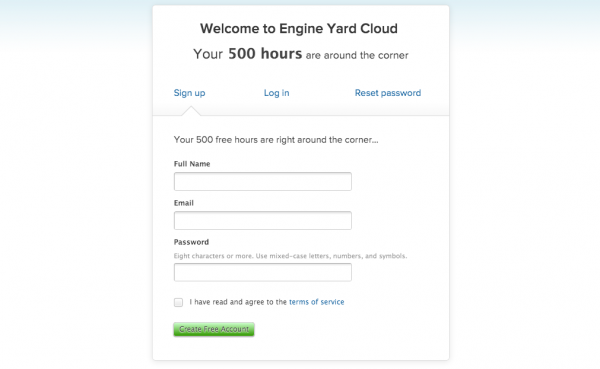 Welcome to Engine Yard Cloud
Your 500 hours are around the corner
Sign up Log in Reset password
Your 500 free hours are right around the corner...
Full Name
Email
Password
Eight characters or more. Use mixed-case letters, numbers, and symbols.
I have read and agree to the terms of service
Create Free Account